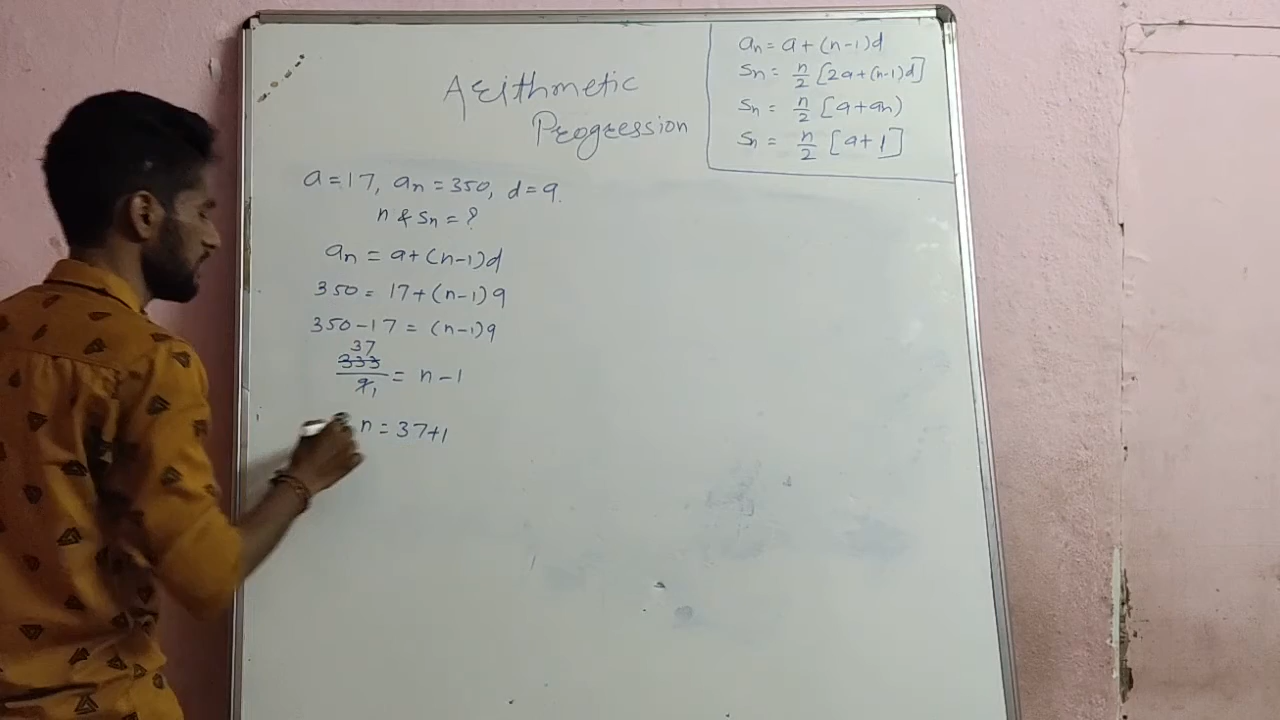 Arithmetic
Progression
an = a + (n-1)d
Sn = n/2 [2a+(n-1)d]
Sn = n/2 [a+an)
Sn = n/2 [a+l]
a=17, an=350, d=9.
n & Sn = ?
an = a+(n-1)d
350 = 17+(n-1)9
350-17 = (n-1)9
37
333/9 1 = n-1
n = 37+1